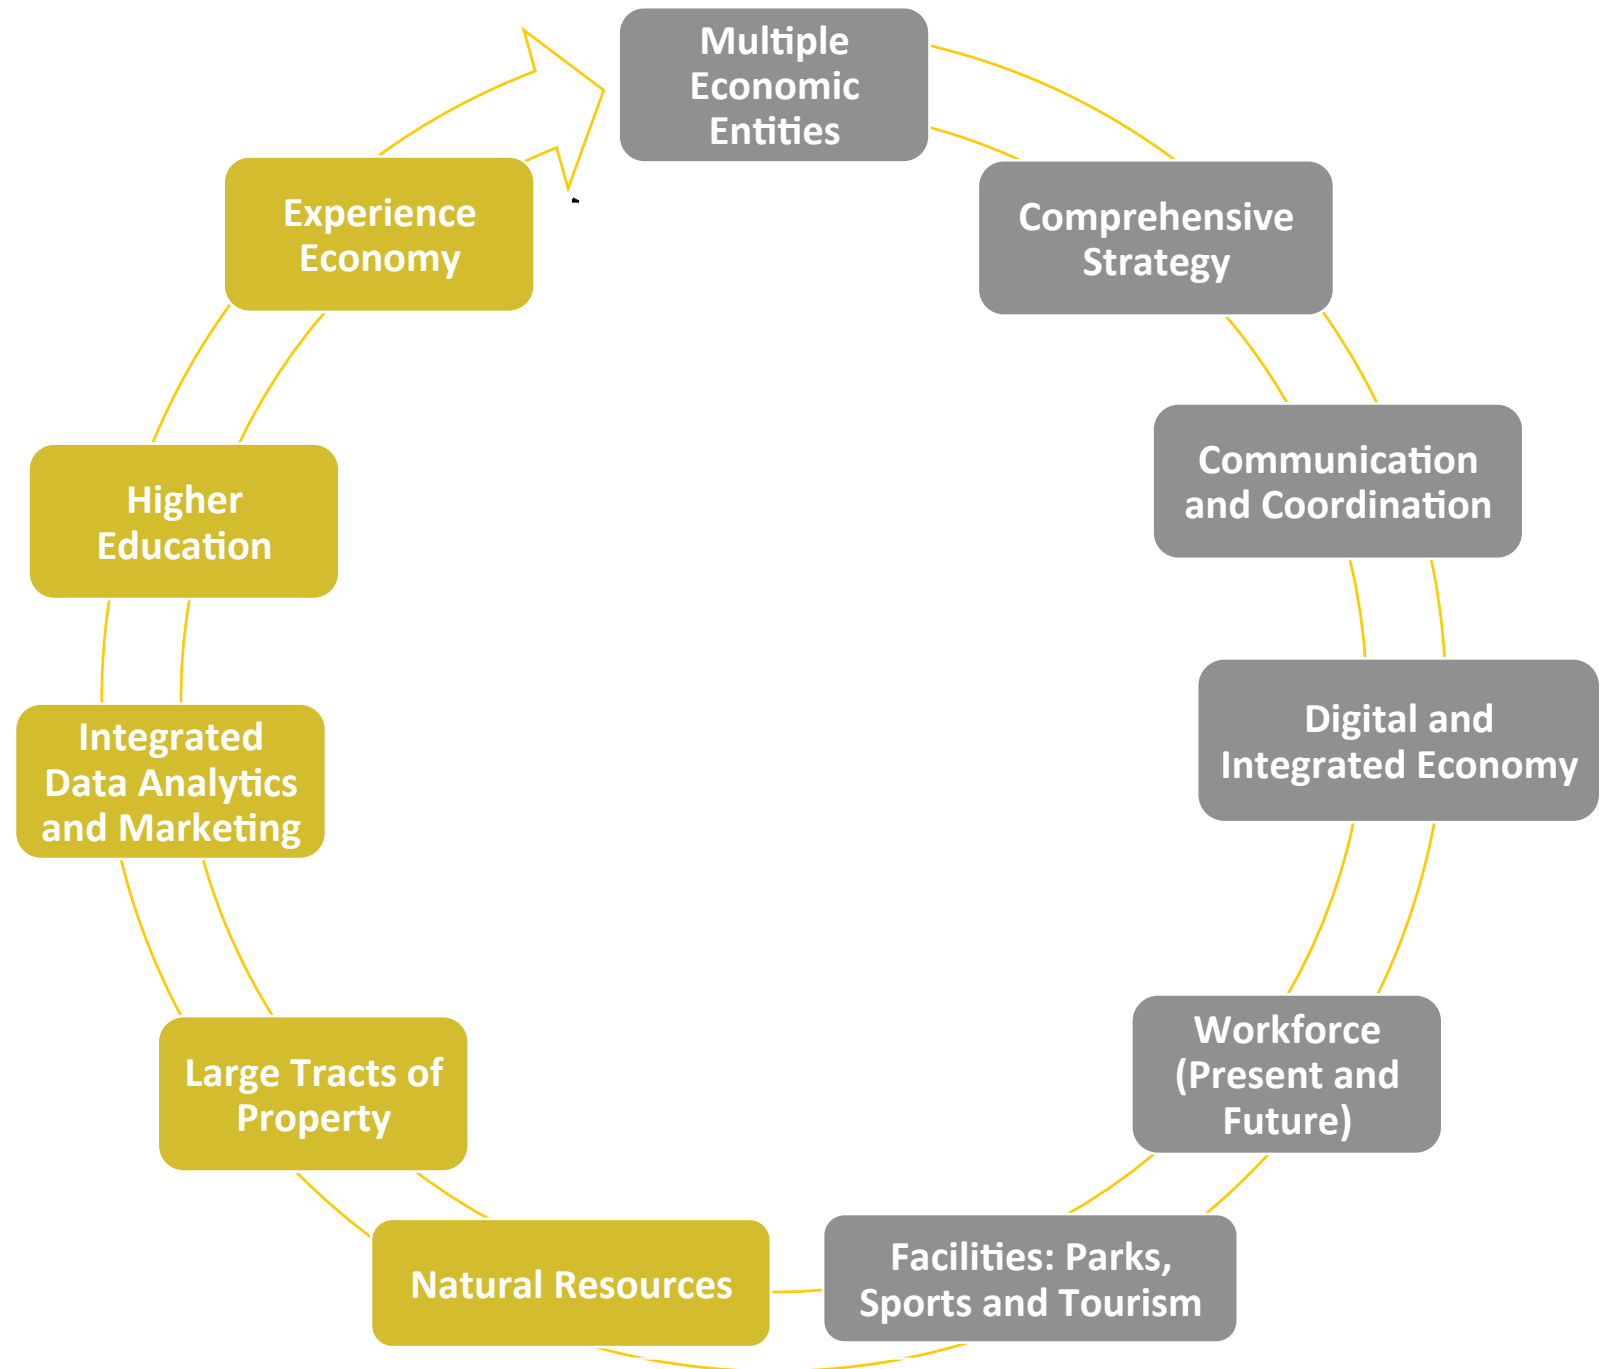 Multiple
Economic
Entities
Comprehensive
Strategy
Communication
and Coordination
Digital and
Integrated Economy
Workforce
(Present and
Future)
Facilities: Parks,
Sports and Tourism
Natural Resources
Large Tracts of
Property
Integrated
Data Analytics
and Marketing
Higher
Education
Experience
Economy